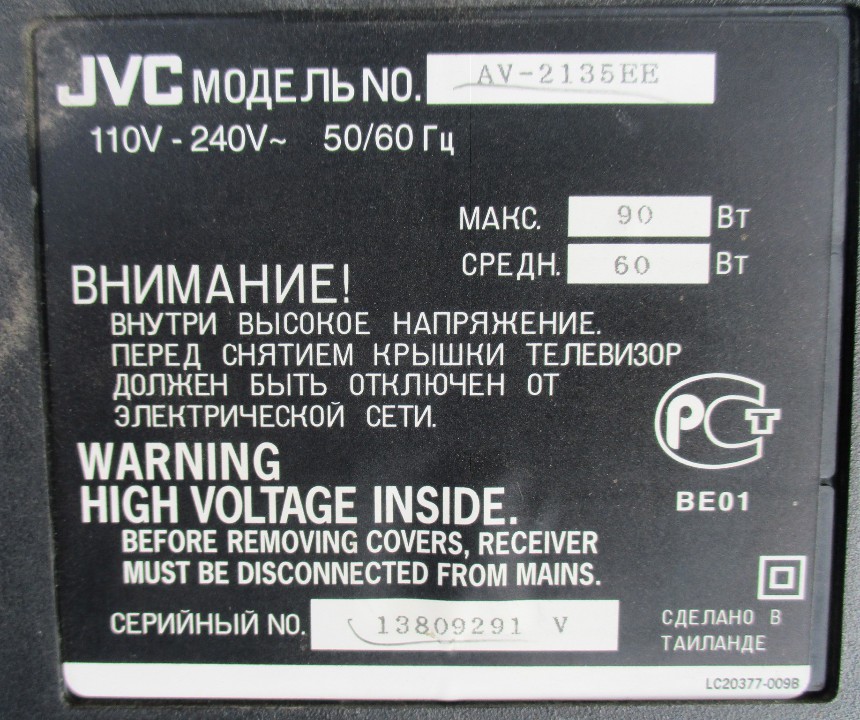 JVC МОДЕЛЬ NO. AV-2135EE
110V - 240V~ 50/60 Гц
МАКС. 90 Вт
СРЕДН. 60 Вт
ВНИМАНИЕ!
ВНУТРИ ВЫСОКОЕ НАПРЯЖЕНИЕ.
ПЕРЕД СНЯТИЕМ КРЫШКИ ТЕЛЕВИЗОР
ДОЛЖЕН БЫТЬ ОТКЛЮЧЕН ОТ
ЭЛЕКТРИЧЕСКОЙ СЕТИ.
РСТ
BE01
WARNING
HIGH VOLTAGE INSIDE.
BEFORE REMOVING COVERS, RECEIVER
MUST BE DISCONNECTED FROM MAINS.
СЕРИЙНЫЙ NO. 13809291 V
СДЕЛАНО В
ТАИЛАНДЕ
LC20377-009B